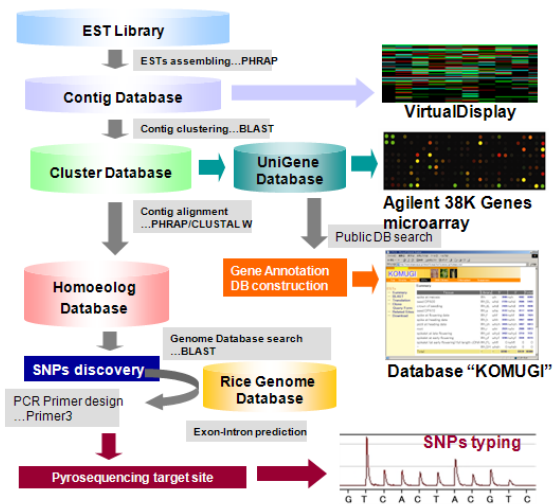 EST Library
ESTs assembling...PHRAP
Contig Database
VirtualDisplay
Contig clustering...BLAST
Cluster Database
UniGene
Database
Agilent 38K Genes
microarray
Contig alignment
...PHRAP/CLUSTAL W
Public DB search
Homoeolog
Database
Gene Annotation
DB construction
KOMUGI
Database “KOMUGI”
Genome Database search
...BLAST
SNPs discovery
Rice Genome
Database
PCR Primer design
...Primer3
Exon-Intron prediction
SNPs typing
Pyrosequencing target site
G T C A C T A C G T C